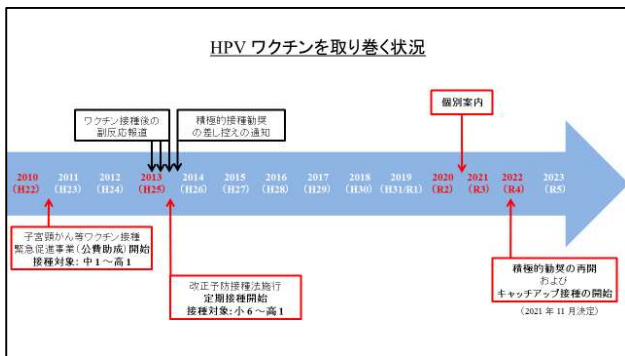 HPV ワクチンを取り巻く状況
ワクチン接種後の
副反応報道
積極的接種勧奨
の差し控えの通知
個別案内
2010 2011 2012 2013 2014 2015 2016 2017 2018 2019 2020 2021 2022 2023
(H22) (H23) (H24) (H25) (H26) (H27) (H28) (H29) (H30) (H31/R1) (R2) (R3) (R4) (R5)
子宮頸がん等ワクチン接種
緊急促進事業(公費助成)開始
接種対象:中1~高1
改正予防接種法施行
定期接種開始
接種対象:小6~高1
積極的勧奨の再開
および
キャッチアップ接種の開始
(2021年11月決定)